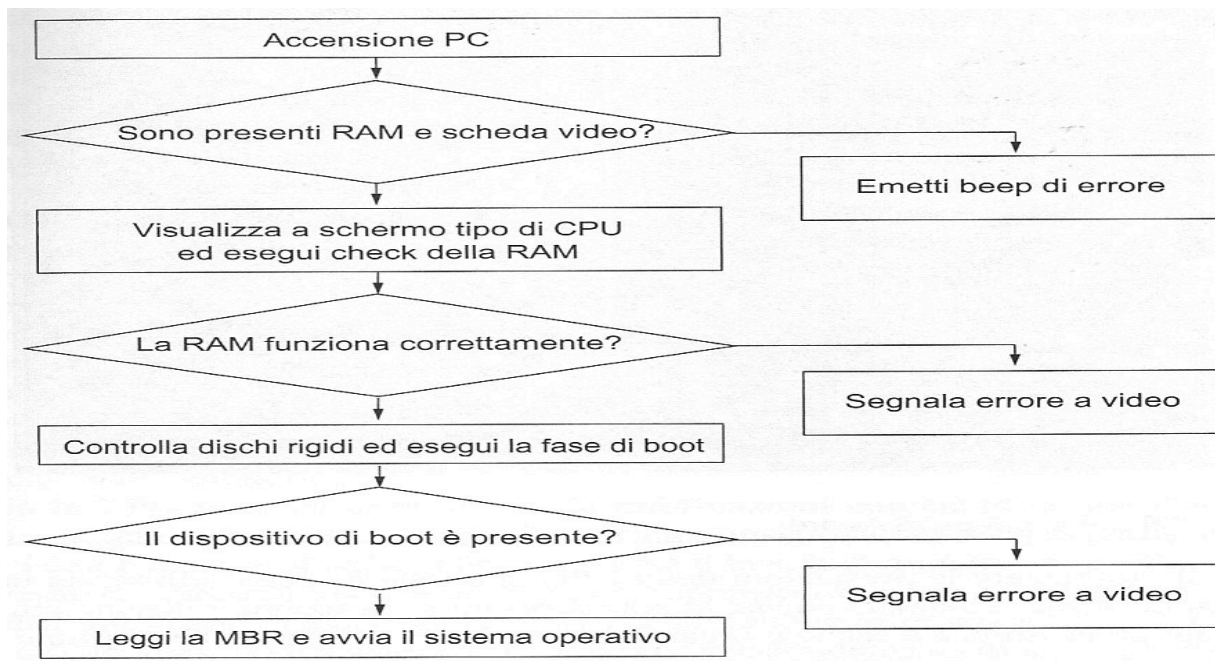 Accensione PC
Sono presenti RAM e scheda video?
Emetti beep di errore
Visualizza a schermo tipo di CPU
ed esegui check della RAM
La RAM funziona correttamente?
Segnala errore a video
Controlla dischi rigidi ed esegui la fase di boot
Il dispositivo di boot è presente?
Segnala errore a video
Leggi la MBR e avvia il sistema operativo